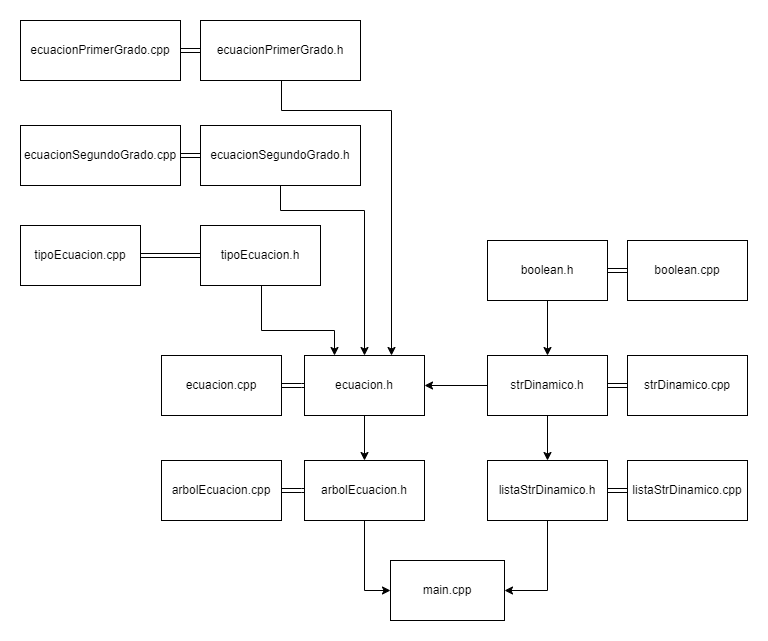 ecuacionPrimerGrado.cpp
ecuacionPrimerGrado.h
ecuacionSegundoGrado.cpp
ecuacionSegundoGrado.h
tipoEcuacion.cpp
tipoEcuacion.h
boolean.h
boolean.cpp
ecuacion.cpp
ecuacion.h
strDinamico.h
strDinamico.cpp
arbolEcuacion.cpp
arbolEcuacion.h
listaStrDinamico.h
listaStrDinamico.cpp
main.cpp